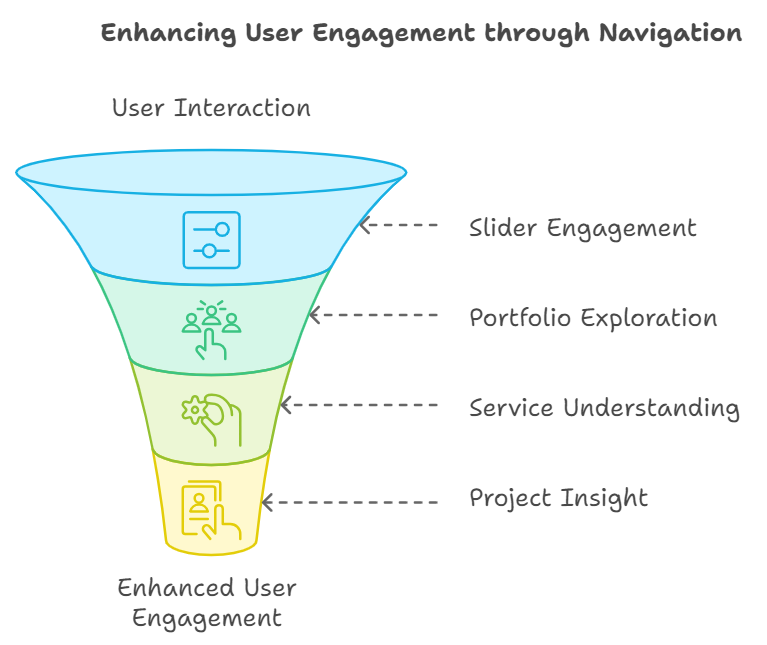 Enhancing User Engagement through Navigation
User Interaction
Slider Engagement
Portfolio Exploration
Service Understanding
Project Insight
Enhanced User
Engagement